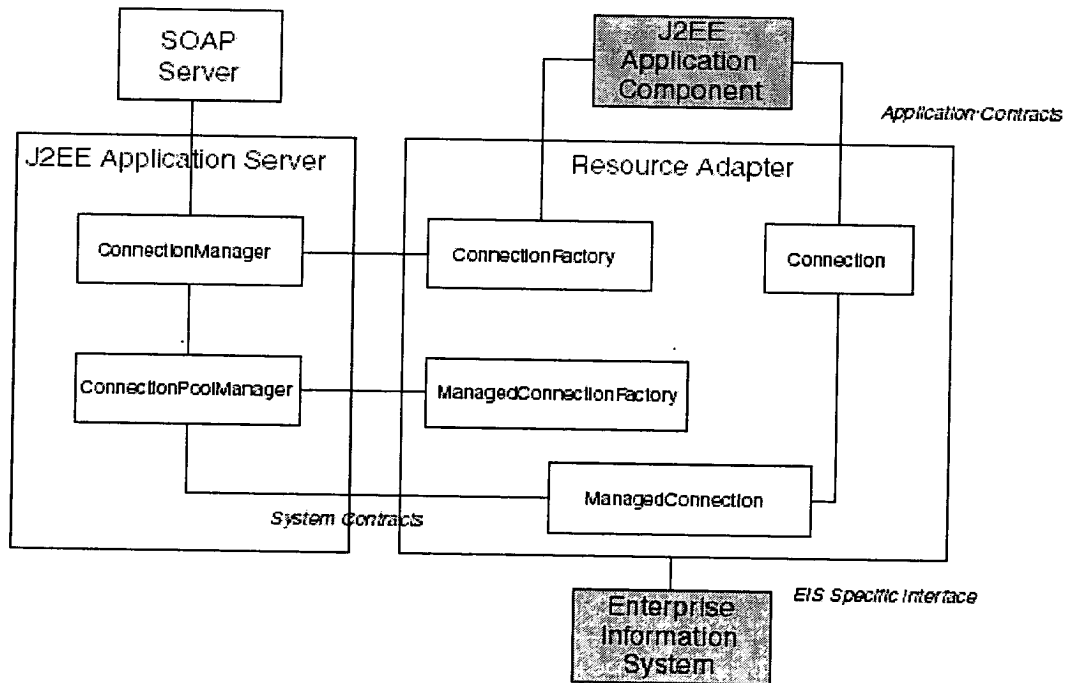 SOAP
Server
J2EE
Application
Component
Application Contracts
J2EE Application Server
Resource Adapter
ConnectionManager
ConnectionFactory
Connection
ConnectionPoolManager
ManagedConnectionFactory
ManagedConnection
System Contracts
EIS Specific Interface
Enterprise
Information
System